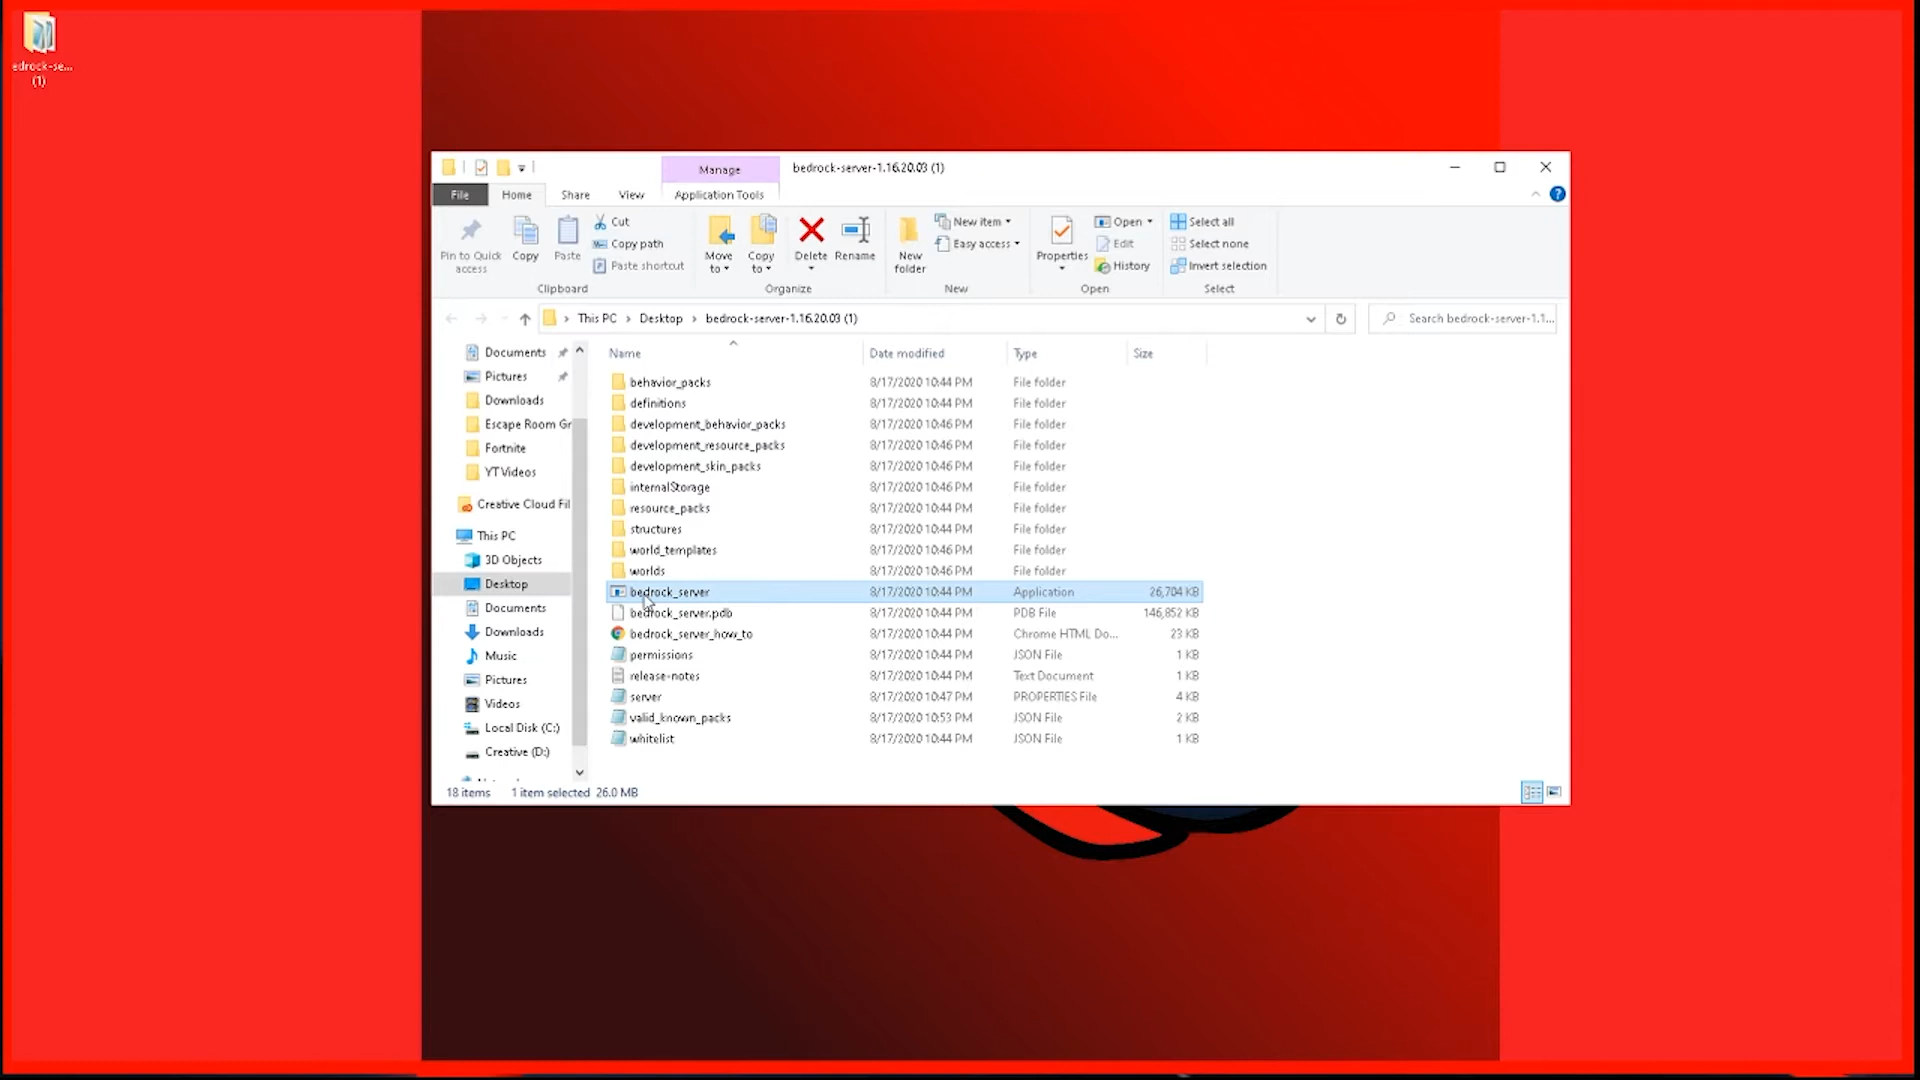 edrock-se...
(1)
Manage
bedrock-server-1.16.20.03 (1)
File
Home
Share
View
Application Tools
Pin to Quick access
Copy
Paste
Cut
Copy path
Paste shortcut
Move to
Copy to
Delete
Rename
New folder
New item
Easy access
Properties
Open
Edit
History
Select all
Select none
Invert selection
Clipboard
Organize
New
Open
Select
This PC
Desktop
bedrock-server-1.16.20.03 (1)
Search bedrock-server-1.1...
Documents
Pictures
Downloads
Escape Room Gr
Fortnite
YT Videos
Creative Cloud Fil
This PC
3D Objects
Desktop
Documents
Downloads
Music
Pictures
Videos
Local Disk (C:)
Creative (D:)
Name Date modified Type Size
behavior_packs 8/17/2020 10:44 PM File folder
definitions 8/17/2020 10:44 PM File folder
development_behavior_packs 8/17/2020 10:46 PM File folder
development_resource_packs 8/17/2020 10:46 PM File folder
development_skin_packs 8/17/2020 10:46 PM File folder
internalStorage 8/17/2020 10:46 PM File folder
resource_packs 8/17/2020 10:44 PM File folder
structures 8/17/2020 10:44 PM File folder
world_templates 8/17/2020 10:46 PM File folder
worlds 8/17/2020 10:46 PM File folder
bedrock_server 8/17/2020 10:44 PM Application 26,704 KB
bedrock_server.pdb 8/17/2020 10:44 PM PDB File 146,852 KB
bedrock_server_how_to 8/17/2020 10:44 PM Chrome HTML Do... 23 KB
permissions 8/17/2020 10:44 PM JSON File 1 KB
release-notes 8/17/2020 10:44 PM Text Document 1 KB
server 8/17/2020 10:47 PM PROPERTIES File 4 KB
valid_known_packs 8/17/2020 10:53 PM JSON File 2 KB
whitelist 8/17/2020 10:44 PM JSON File 1 KB
18 items 1 item selected 26.0 MB